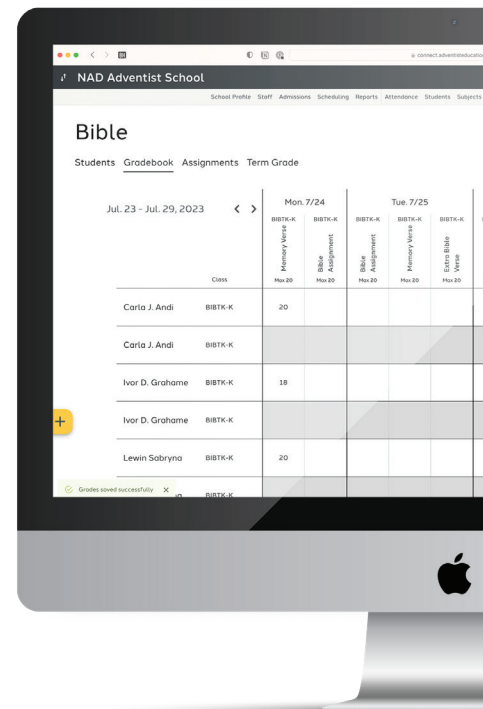 connect.adventisteducation
NAD Adventist School
School Profile Staff Admissions Scheduling Reports Attendance Students Subjects
Bible
Students Gradebook Assignments Term Grade
Jul. 23 - Jul. 29, 2023
Mon. 7/24 Tue. 7/25
BIBTK-K BIBTK-K BIBTK-K BIBTK-K BIBTK-K
Memory Verse
Bible Assignment
Bible Assignment
Memory Verse
Extra Bible Verse
Class Max 20 Max 20 Max 20 Max 20 Max 20
Carla J. Andi BIBTK-K 20
Carla J. Andi BIBTK-K
Ivor D. Grahame BIBTK-K 18
Ivor D. Grahame BIBTK-K
+
Lewin Sabryna BIBTK-K 20
Grades saved successfully X
na BIBTK-K